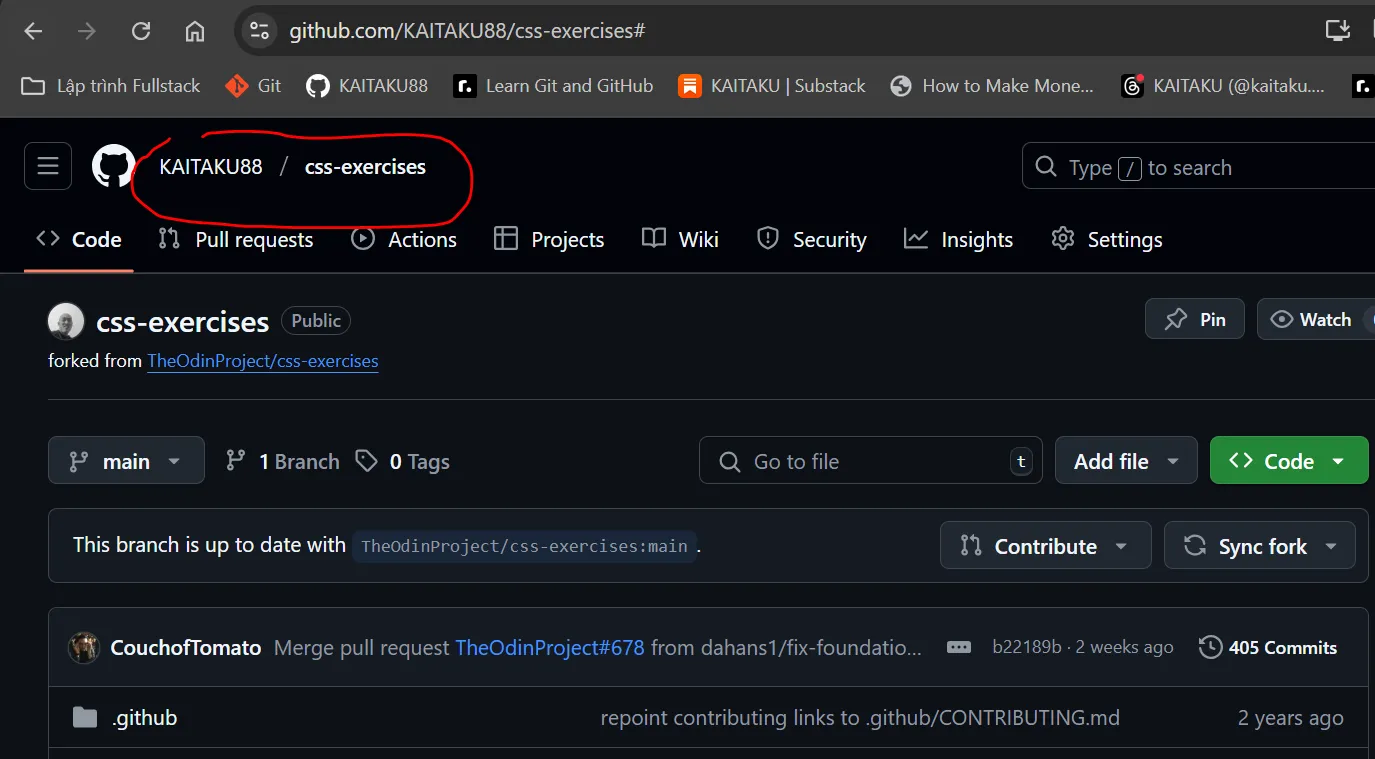 github.com/KAITAKU88/css-exercises#
Lập trình Fullstack Git KAITAKU88 Learn Git and GitHub KAITAKU | Substack How to Make Mone... KAITAKU (@kaitaku....
KAITAKU88 / css-exercises Type / to search
Code Pull requests Actions Projects Wiki Security Insights Settings
css-exercises Public Pin Watch
forked from TheOdinProject/css-exercises
main 1 Branch 0 Tags Go to file t Add file Code
This branch is up to date with TheOdinProject/css-exercises:main . Contribute Sync fork
CouchofTomato Merge pull request TheOdinProject#678 from dahans1/fix-foundatio... b22189b · 2 weeks ago 405 Commits
.github repoint contributing links to .github/CONTRIBUTING.md 2 years ago